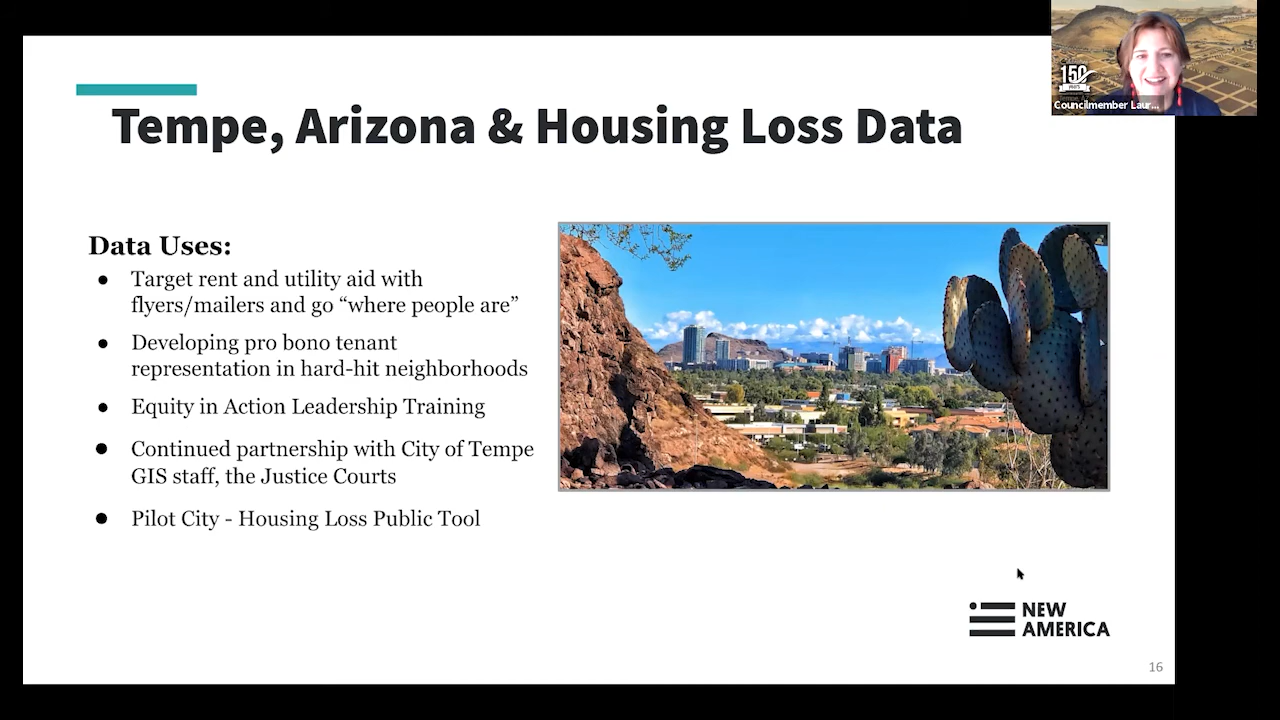 150
Councilmember Laur...
Tempe, Arizona & Housing Loss Data
Data Uses:
● Target rent and utility aid with
flyers/mailers and go “where people are”
● Developing pro bono tenant
representation in hard-hit neighborhoods
● Equity in Action Leadership Training
● Continued partnership with City of Tempe
GIS staff, the Justice Courts
● Pilot City - Housing Loss Public Tool
NEW
AMERICA
16